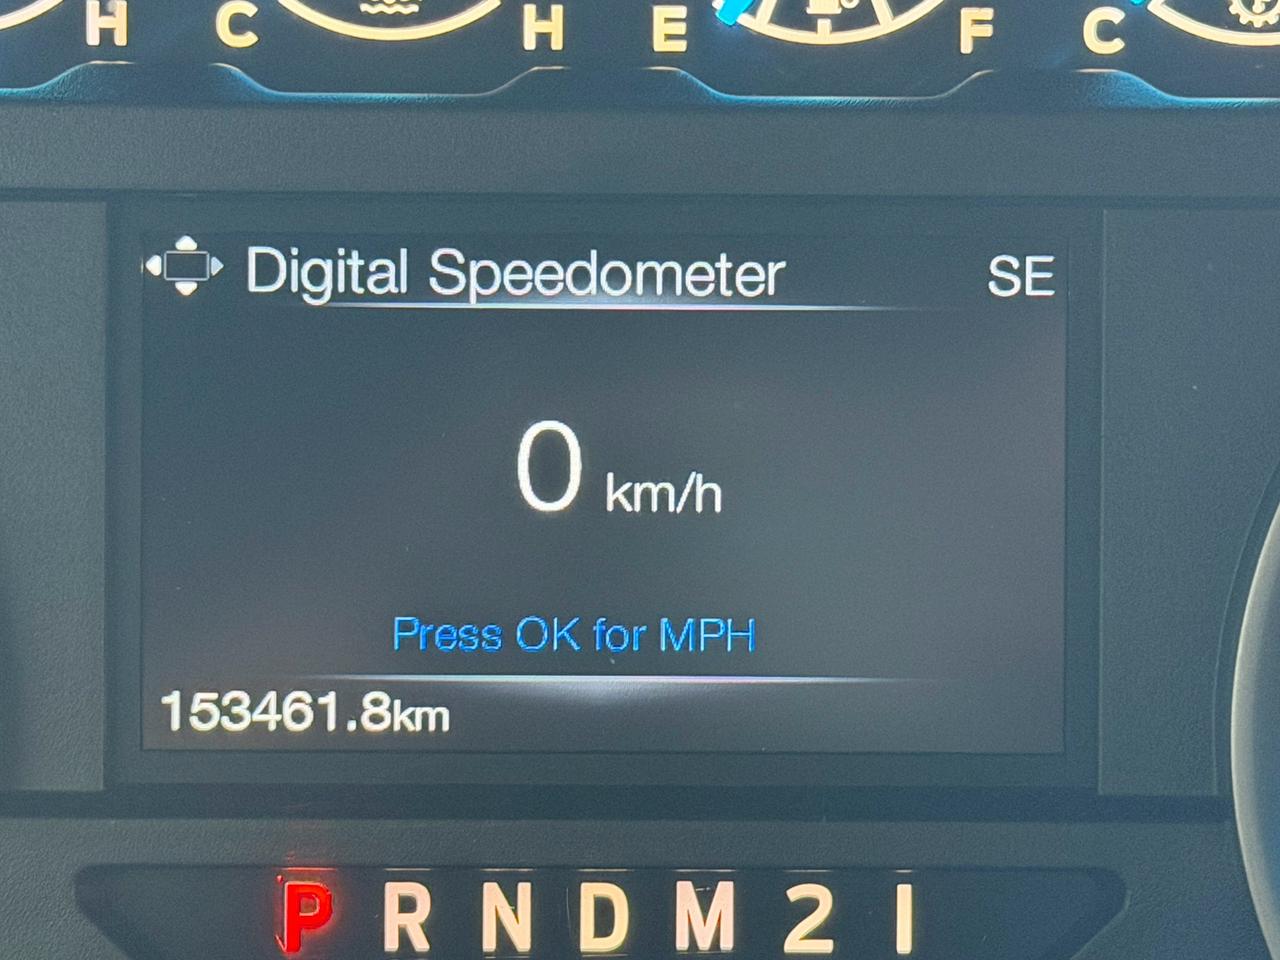 H C H E F C
Digital Speedometer SE
0 km/h
Press OK for MPH
153461.8km
P R N D M 2 1